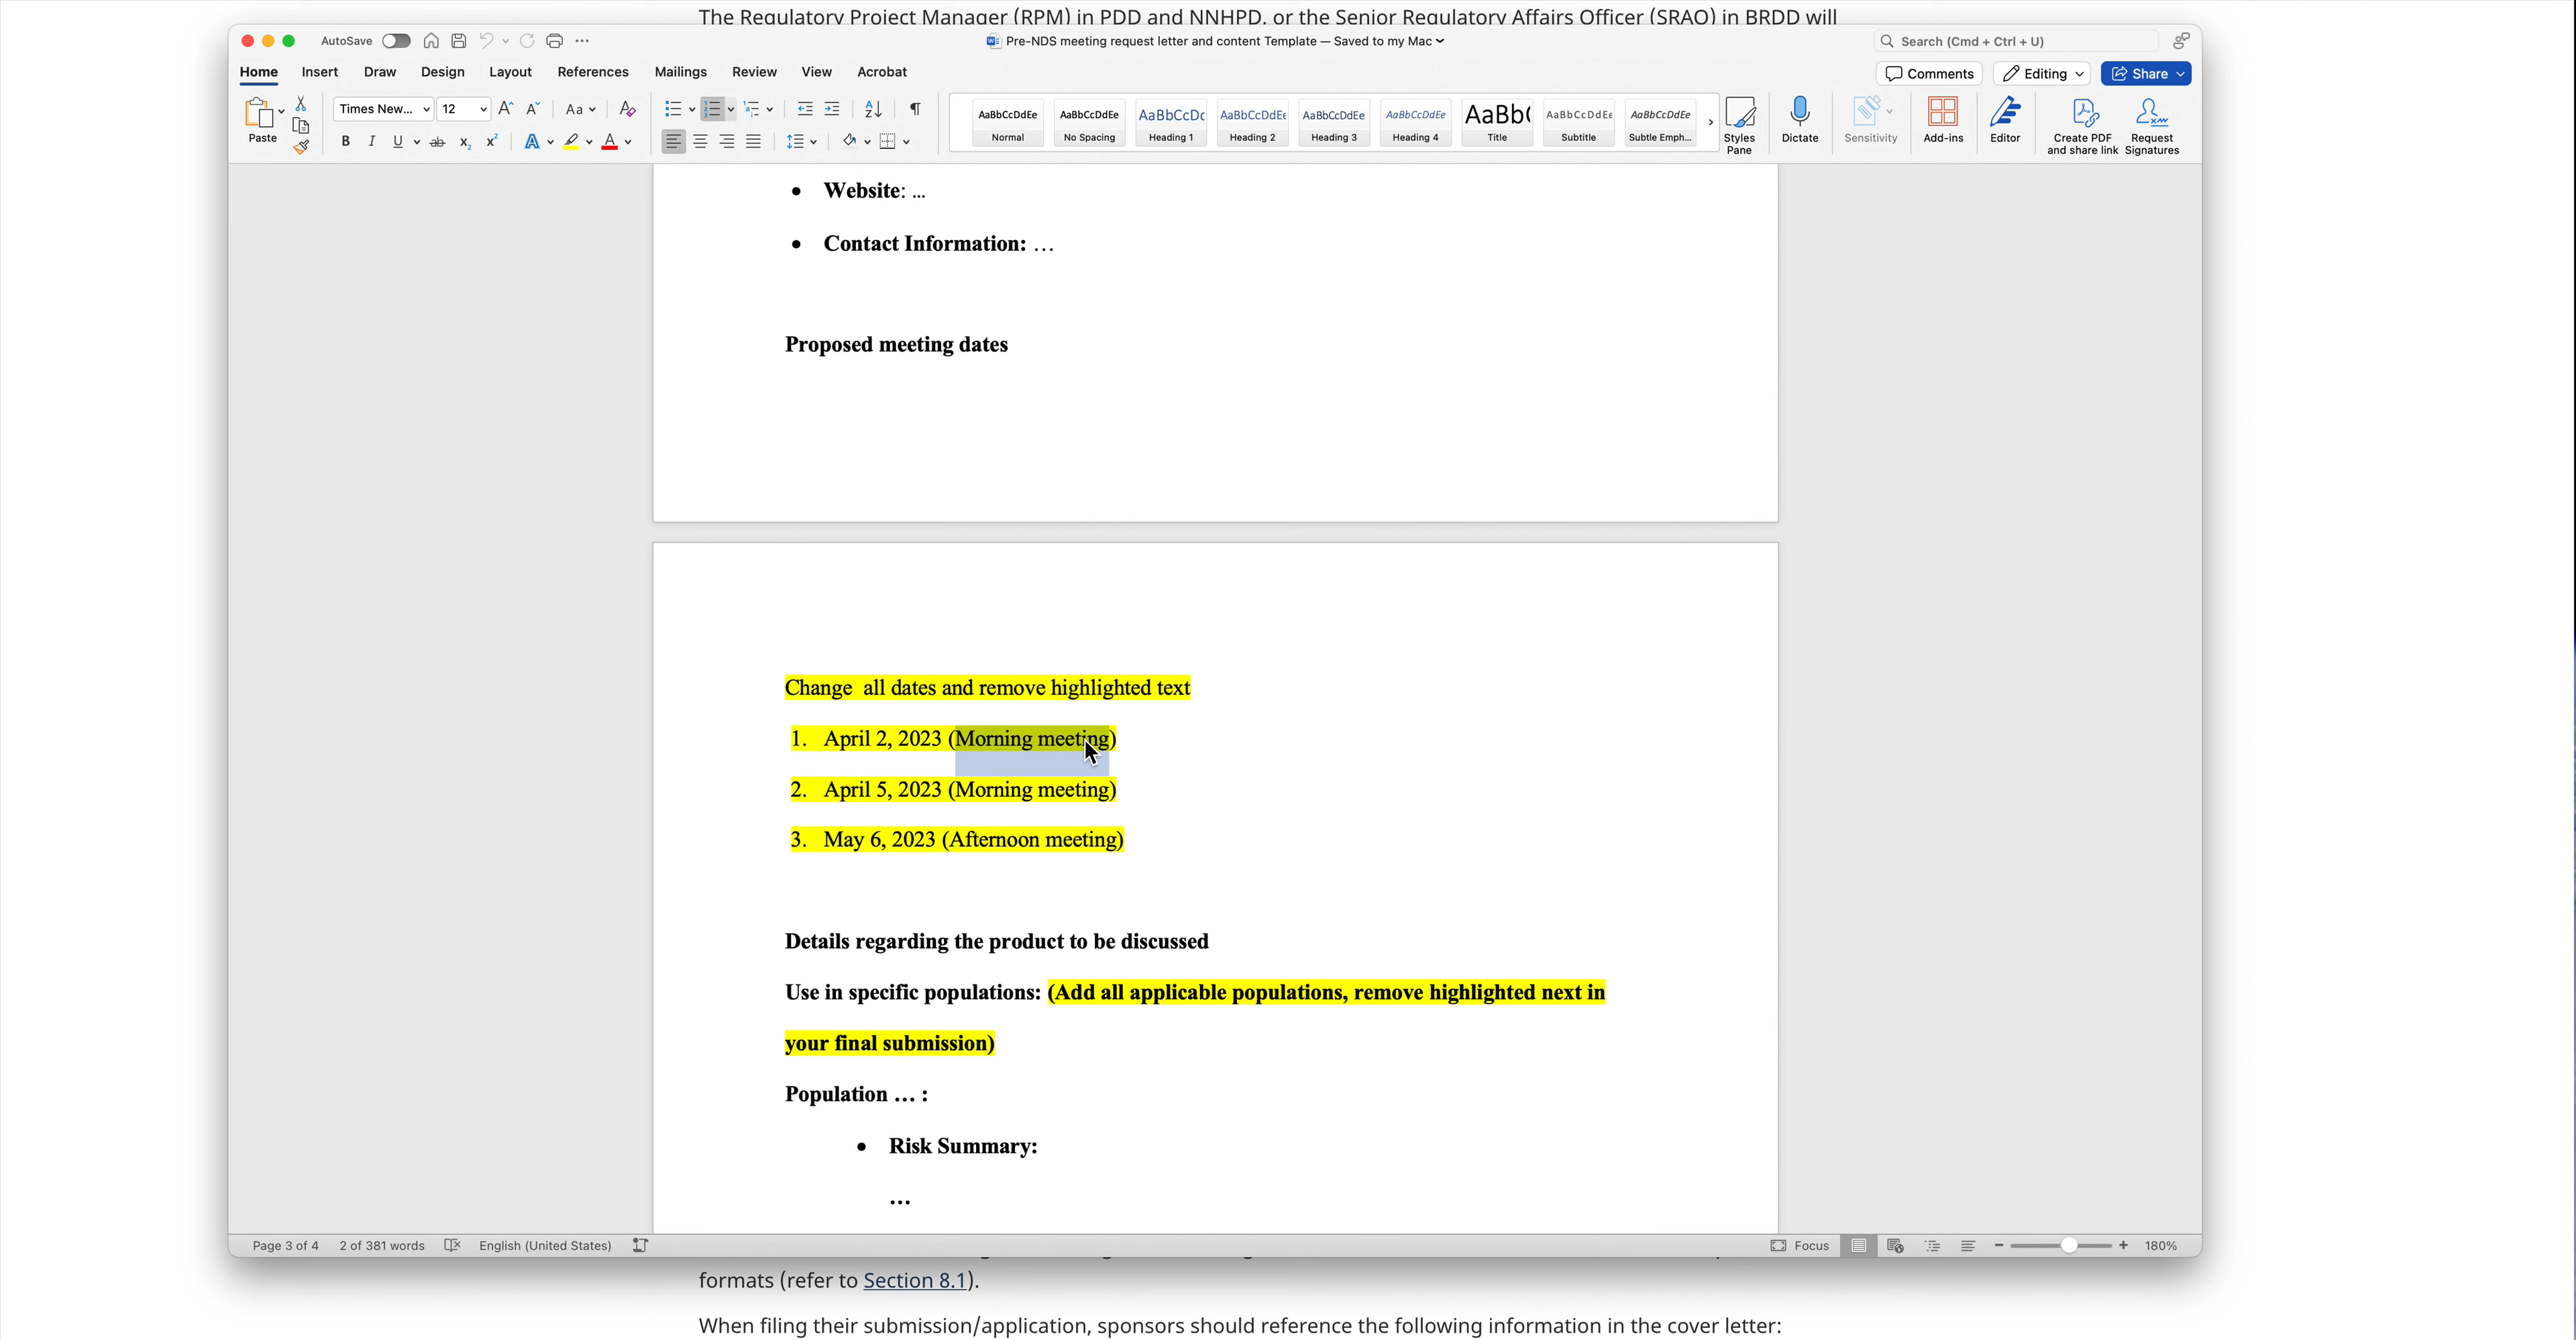 The Regulatory Project Manager (RPM) in PDD and NNHPD, or the Senior Regulatory Affairs Officer (SRAO) in BRDD will
AutoSave
Pre-NDS meeting request letter and content Template — Saved to my Mac
Search (Cmd + Ctrl + U)
Home Insert Draw Design Layout References Mailings Review View Acrobat
Comments Editing Share
Paste
Times New... 12
AaBbCcDdEe Normal
AaBbCcDdEe No Spacing
AaBbCcDc Heading 1
AaBbCcDdEe Heading 2
AaBbCcDdEe Heading 3
AaBbCcDdEe Heading 4
AaBb( Title
AaBbCcDdEe Subtitle
AaBbCcDdEe Subtle Emph...
Styles Pane
Dictate
Sensitivity
Add-ins
Editor
Create PDF and share link
Request Signatures
• Website: ...
• Contact Information: …
Proposed meeting dates
Change  all dates and remove highlighted text
1. April 2, 2023 (Morning meeting)
2. April 5, 2023 (Morning meeting)
3. May 6, 2023 (Afternoon meeting)
Details regarding the product to be discussed
Use in specific populations: (Add all applicable populations, remove highlighted next in
your final submission)
Population … :
• Risk Summary:
…
Page 3 of 4 2 of 381 words English (United States) Focus 180%
formats (refer to Section 8.1).
When filing their submission/application, sponsors should reference the following information in the cover letter: